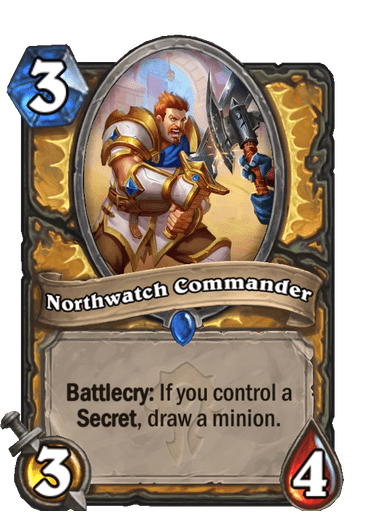 3
Northwatch Commander
Battlecry: If you control a
Secret, draw a minion.
3
4